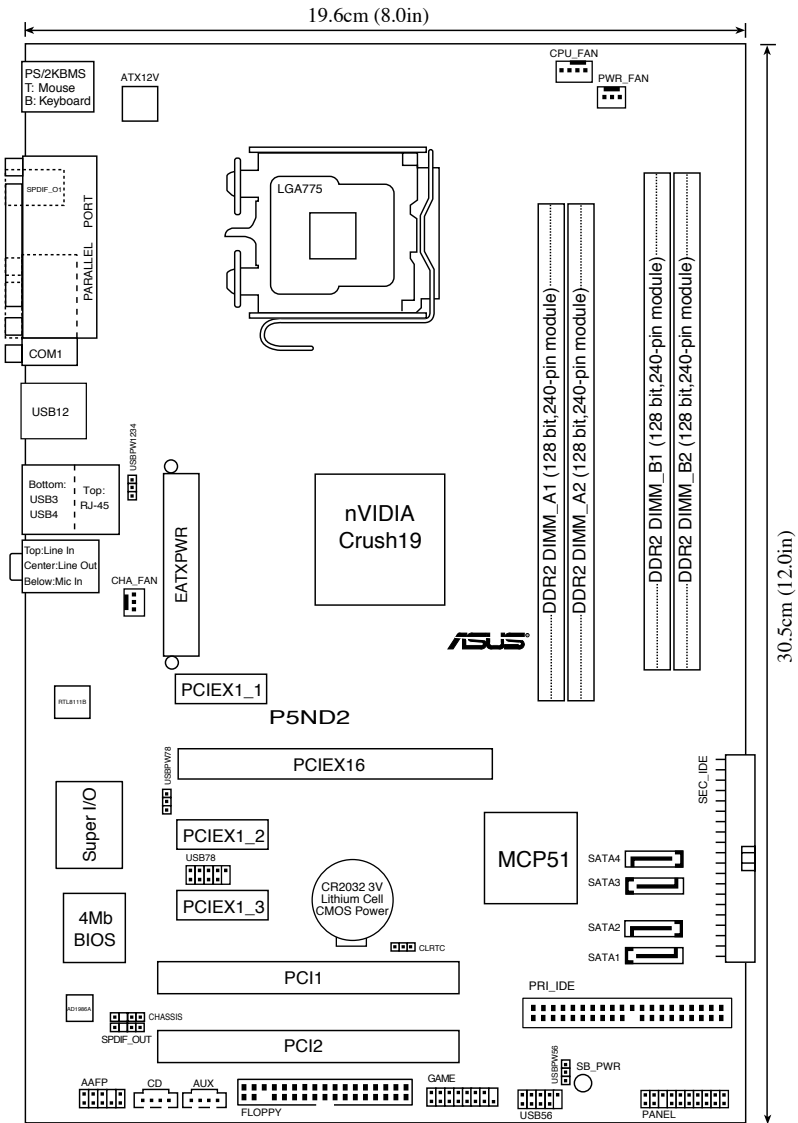 19.6cm (8.0in)
CPU_FAN
PS/2KBMS
T: Mouse
B: Keyboard
ATX12V
PWR_FAN
SPDIF_O1
PARALLEL PORT
LGA775
COM1
USB12
USBPW1234
Bottom:
USB3
USB4
Top:
RJ-45
Top:Line In
Center:Line Out
Below:Mic In
CHA_FAN
EATXPWR
nVIDIA
Crush19
DDR2 DIMM_A1 (128 bit,240-pin module)
DDR2 DIMM_A2 (128 bit,240-pin module)
DDR2 DIMM_B1 (128 bit,240-pin module)
DDR2 DIMM_B2 (128 bit,240-pin module)
30.5cm (12.0in)
ASUS®
RTL8111B
PCIEX1_1
P5ND2
USBPW78
PCIEX16
SEC_IDE
Super I/O
PCIEX1_2
USB78
PCIEX1_3
MCP51
SATA4
SATA3
SATA2
SATA1
CR2032 3V
Lithium Cell
CMOS Power
4Mb
BIOS
CLRTC
PCI1
PRI_IDE
AD1986A
CHASSIS
SPDIF_OUT
PCI2
USBPW56
SB_PWR
AAFP
CD
AUX
FLOPPY
GAME
USB56
PANEL